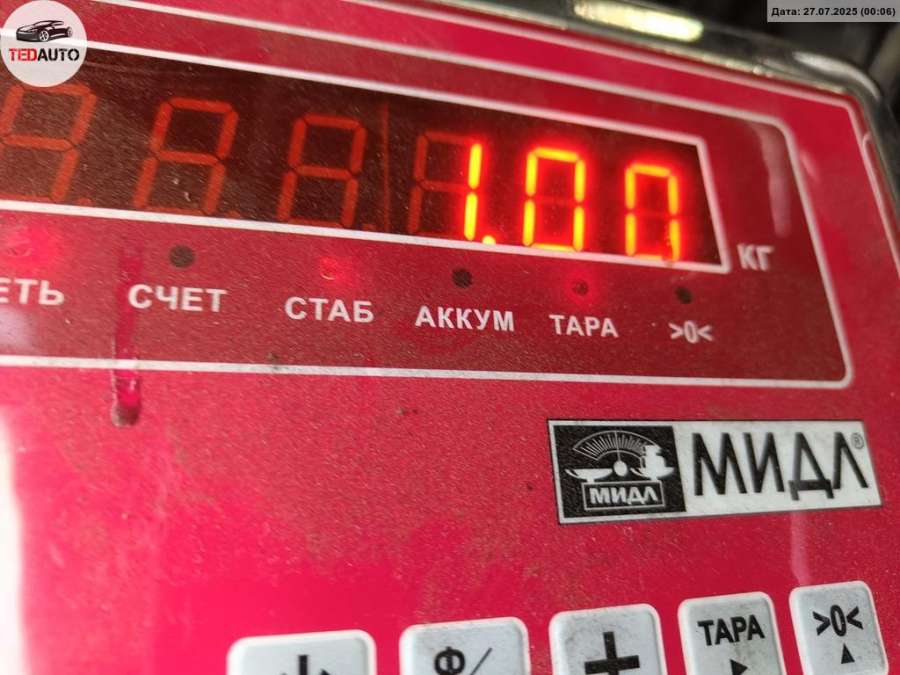 Дата: 27.07.2025 (00:06)
TEDAUTO
1.00
КГ
ЕТЬ СЧЕТ СТАБ АККУМ ТАРА >0<
МИДЛ МИДЛ®
Ф/ + ТАРА >0<